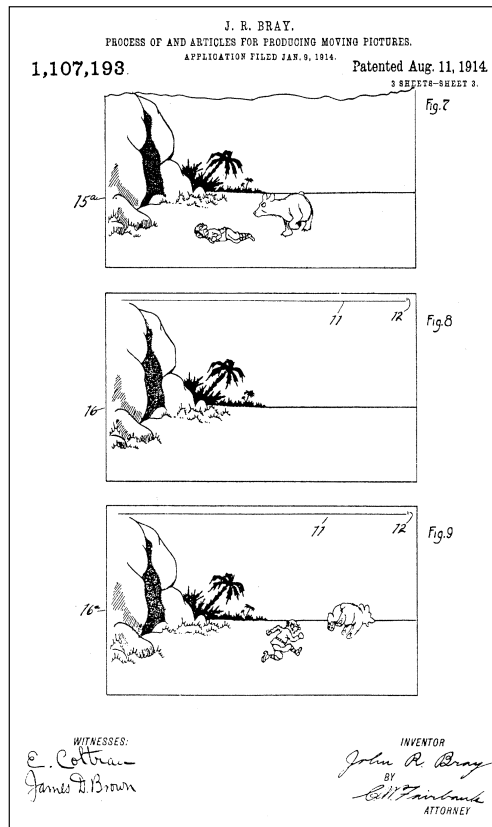 J. R. BRAY.
PROCESS OF AND ARTICLES FOR PRODUCING MOVING PICTURES.
APPLICATION FILED JAN. 9, 1914.
1,107,193. Patented Aug. 11, 1914.
3 SHEETS-SHEET 3.
Fig. 7
15ª
11 12 Fig. 8
16
11 12 Fig. 9
16ª
WITNESSES:
E. Coltrau
James D. Brown
INVENTOR
John R. Bray
BY
C. W. Fairbank
ATTORNEY